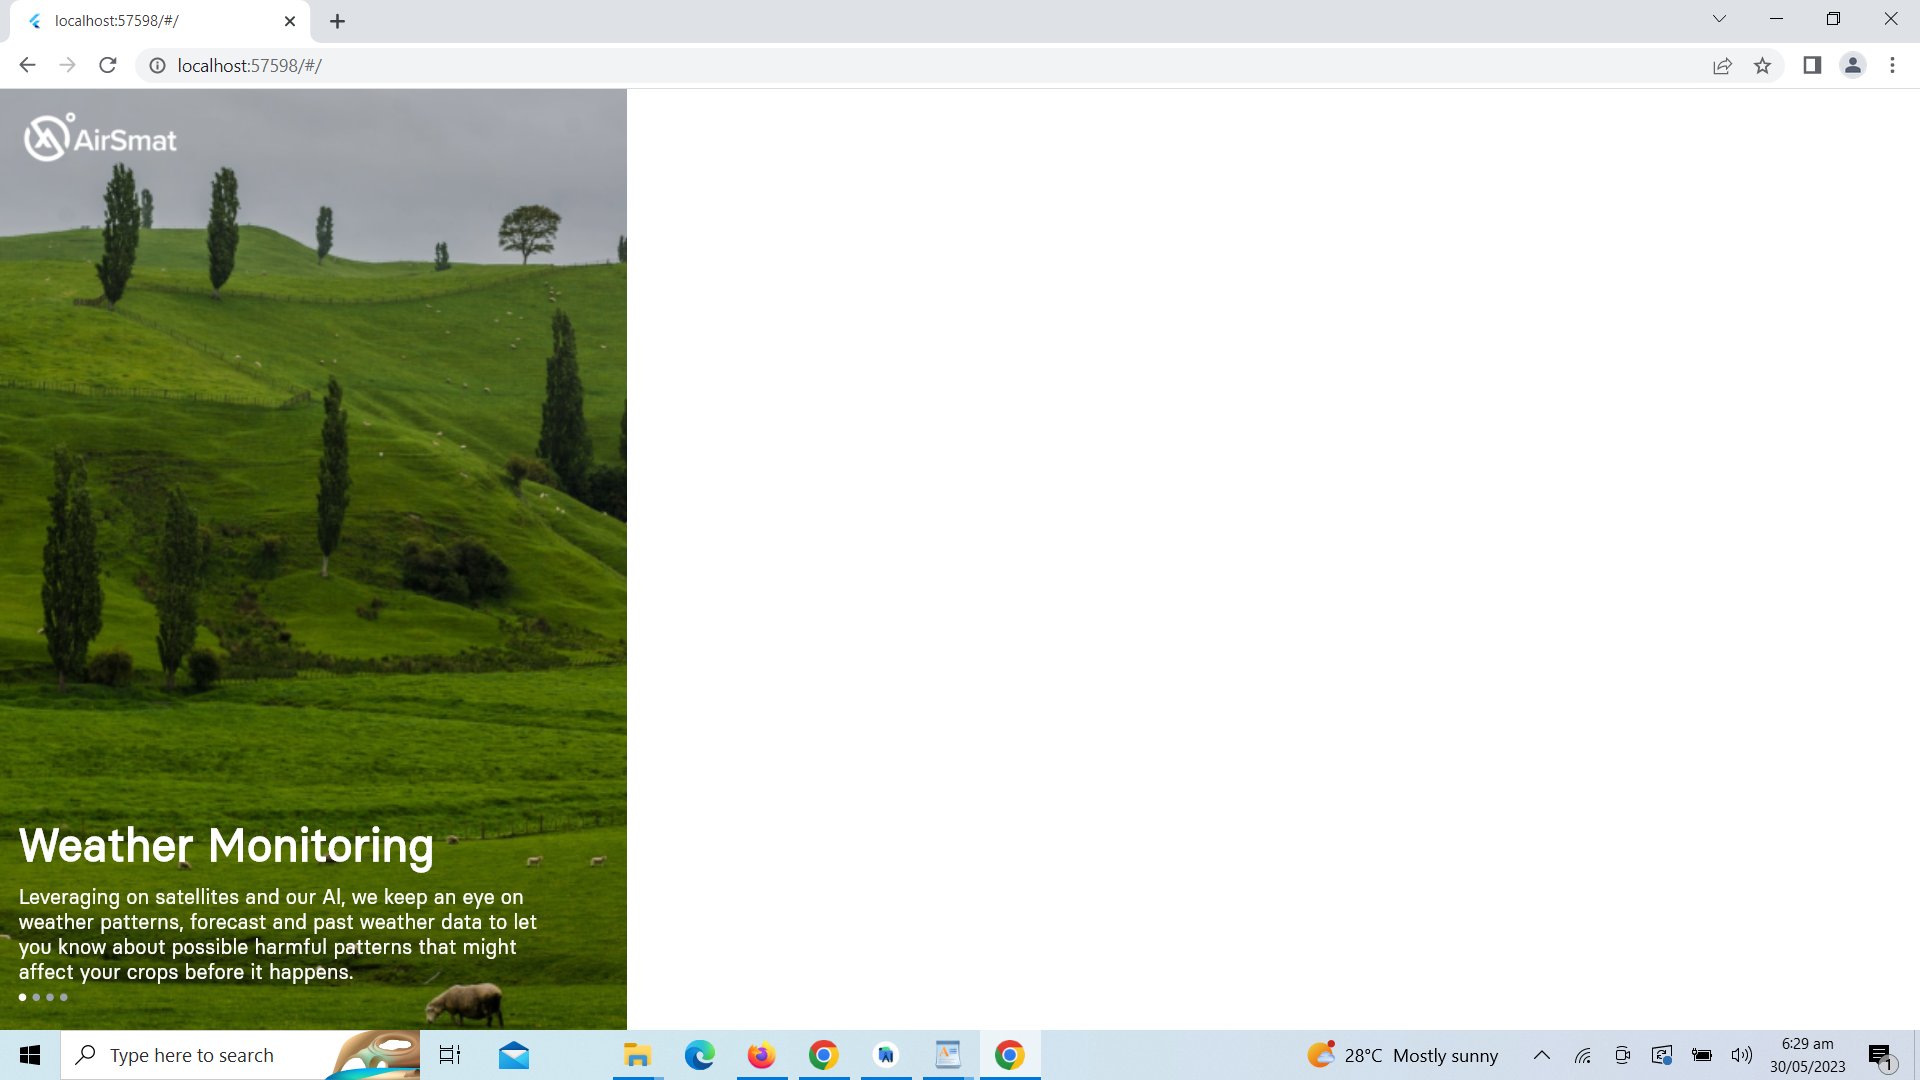 localhost:57598/#/
localhost:57598/#/
AirSmat
Weather Monitoring
Leveraging on satellites and our AI, we keep an eye on
weather patterns, forecast and past weather data to let
you know about possible harmful patterns that might
affect your crops before it happens.
Type here to search
28°C Mostly sunny
6:29 am
30/05/2023
1